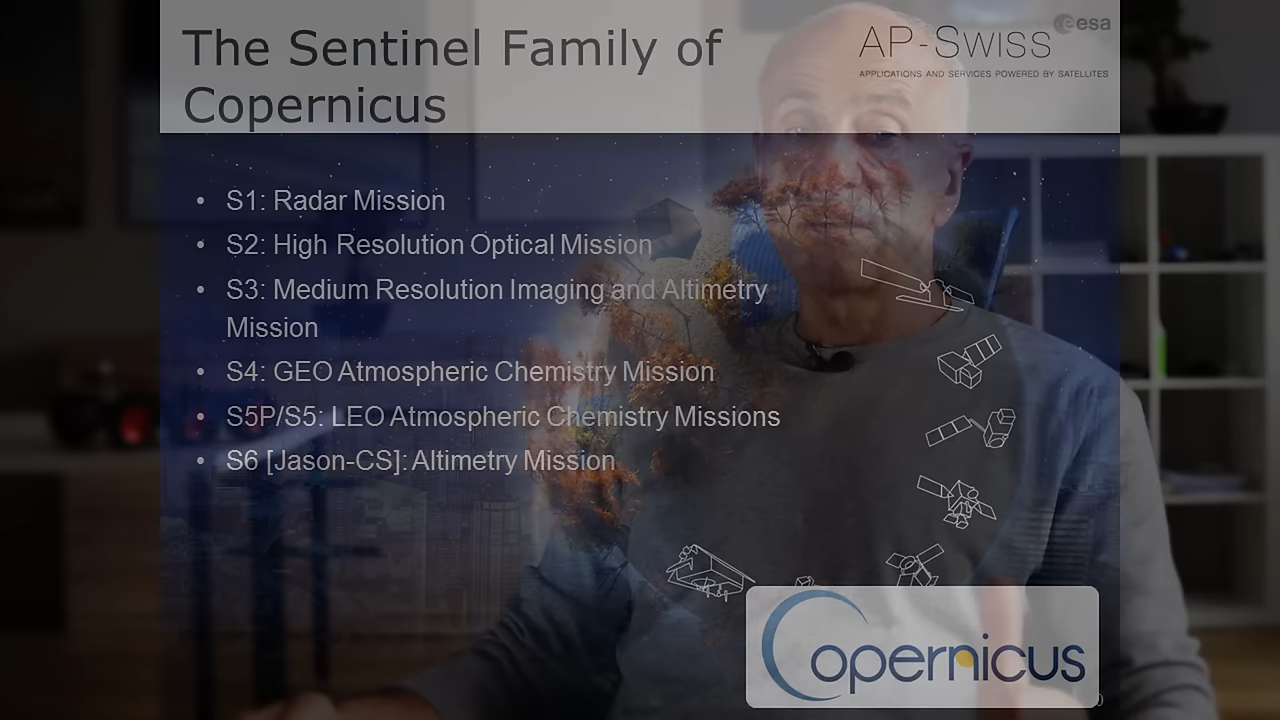 The Sentinel Family of
Copernicus
AP-Swiss
esa
APPLICATIONS AND SERVICES POWERED BY SATELLITES
• S1: Radar Mission
• S2: High Resolution Optical Mission
• S3: Medium Resolution Imaging and Altimetry
Mission
• S4: GEO Atmospheric Chemistry Mission
• S5P/S5: LEO Atmospheric Chemistry Missions
• S6 [Jason-CS]: Altimetry Mission
Copernicus